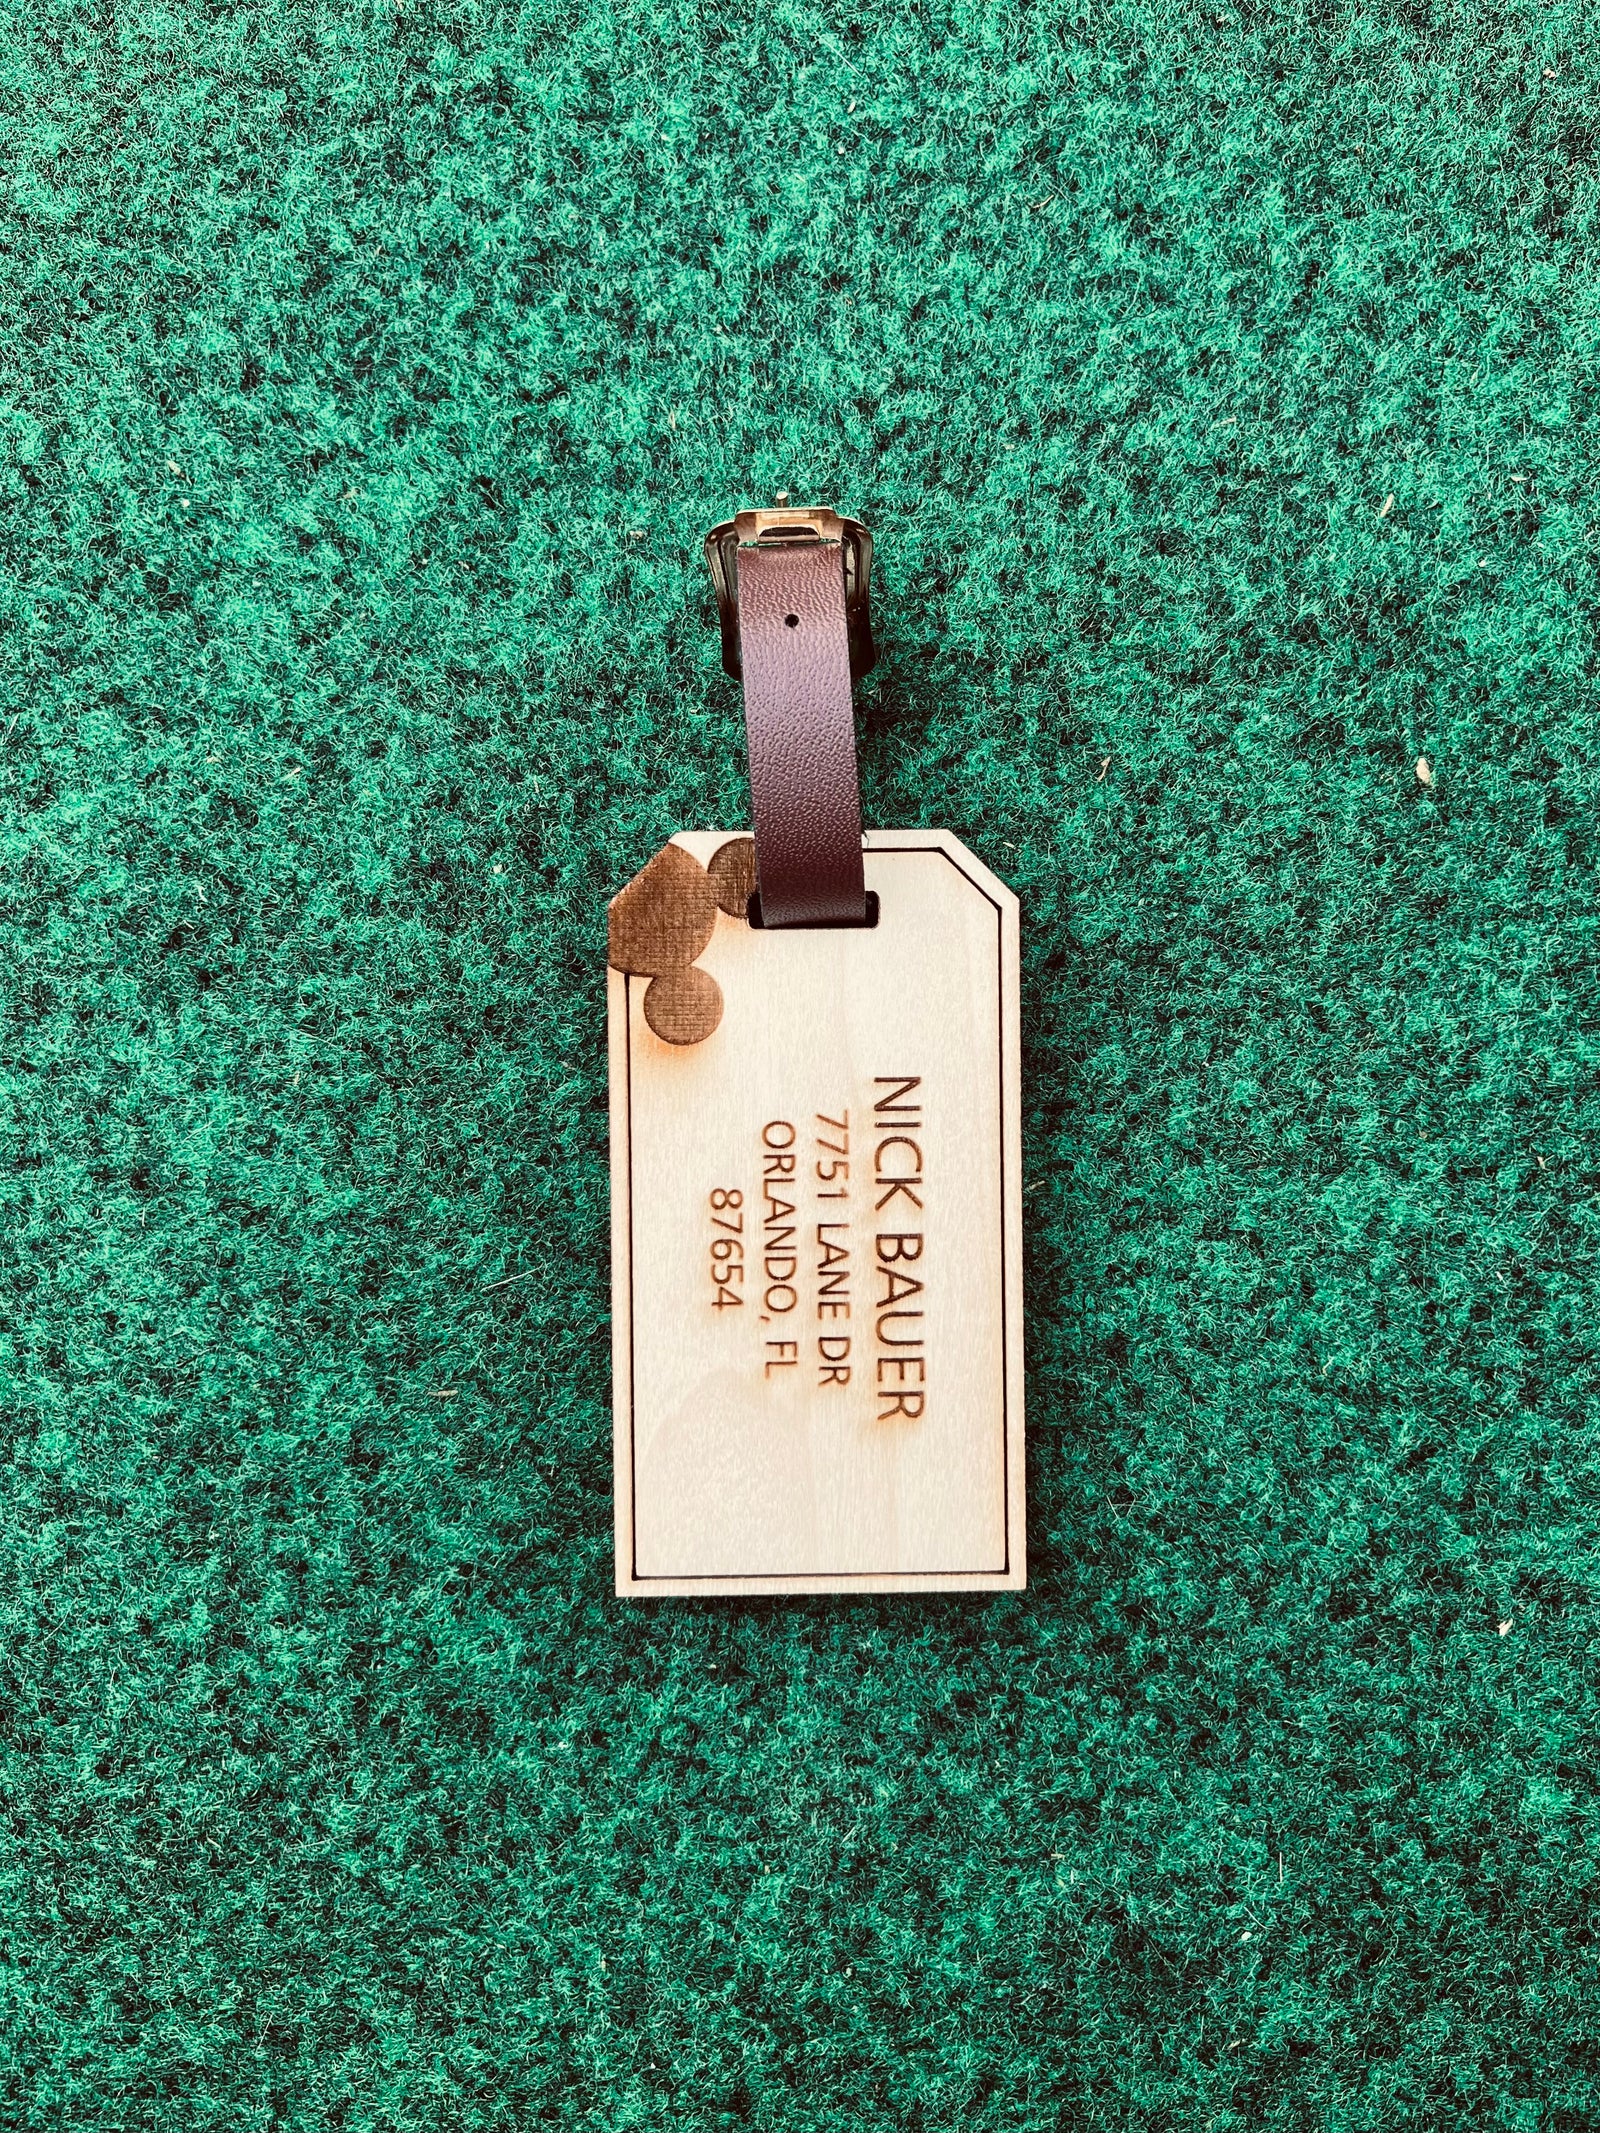 NICK BAUER
7751 LANE DR
ORLANDO, FL
87654